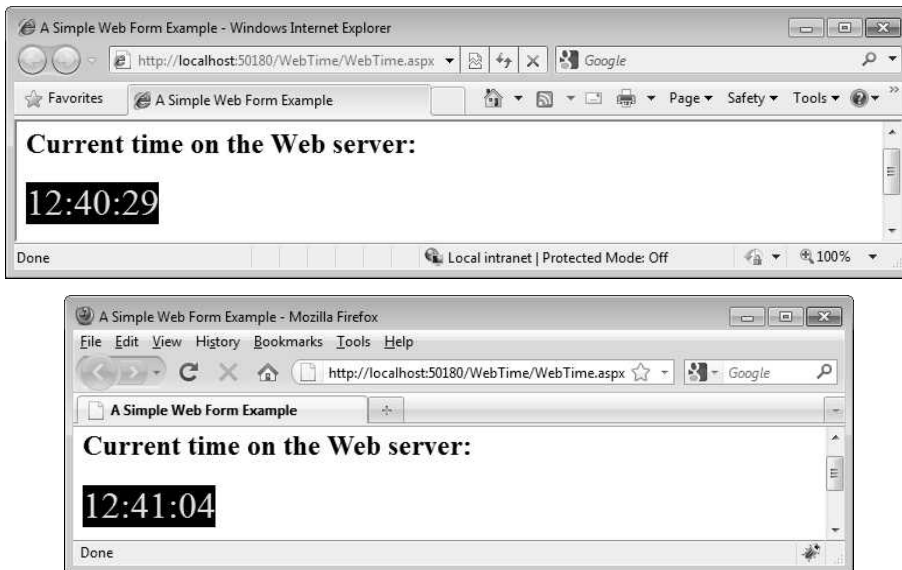 A Simple Web Form Example - Windows Internet Explorer
http://localhost:50180/WebTime/WebTime.aspx Google
Favorites A Simple Web Form Example Page Safety Tools
Current time on the Web server:
12:40:29
Done Local intranet | Protected Mode: Off 100%
A Simple Web Form Example - Mozilla Firefox
File Edit View History Bookmarks Tools Help
http://localhost:50180/WebTime/WebTime.aspx Google
A Simple Web Form Example
Current time on the Web server:
12:41:04
Done